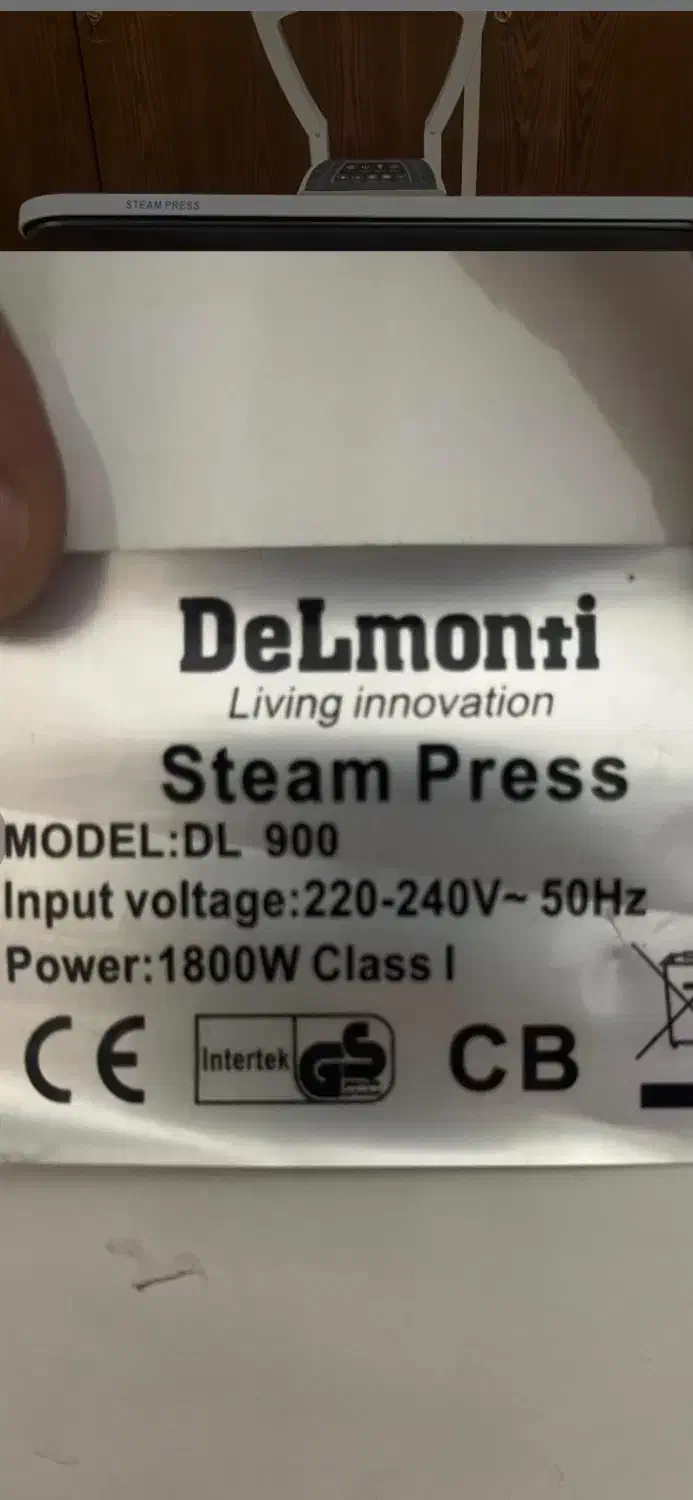 STEAM PRESS
DeLmonti
Living innovation
Steam Press
MODEL:DL 900
Input voltage:220-240V~ 50Hz
Power:1800W Class I
CE
Intertek GS
CB